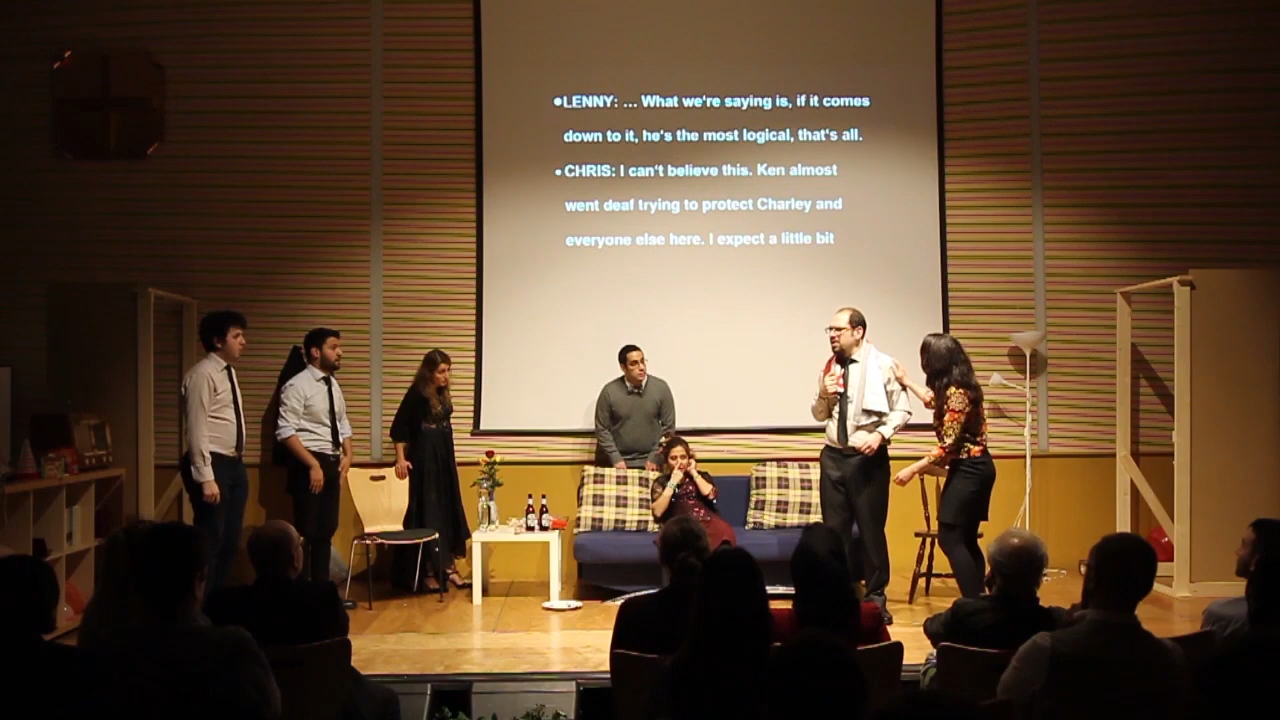 •LENNY: ... What we're saying is, if it comes
down to it, he's the most logical, that's all.
•CHRIS: I can't believe this. Ken almost
went deaf trying to protect Charley and
everyone else here. I expect a little bit